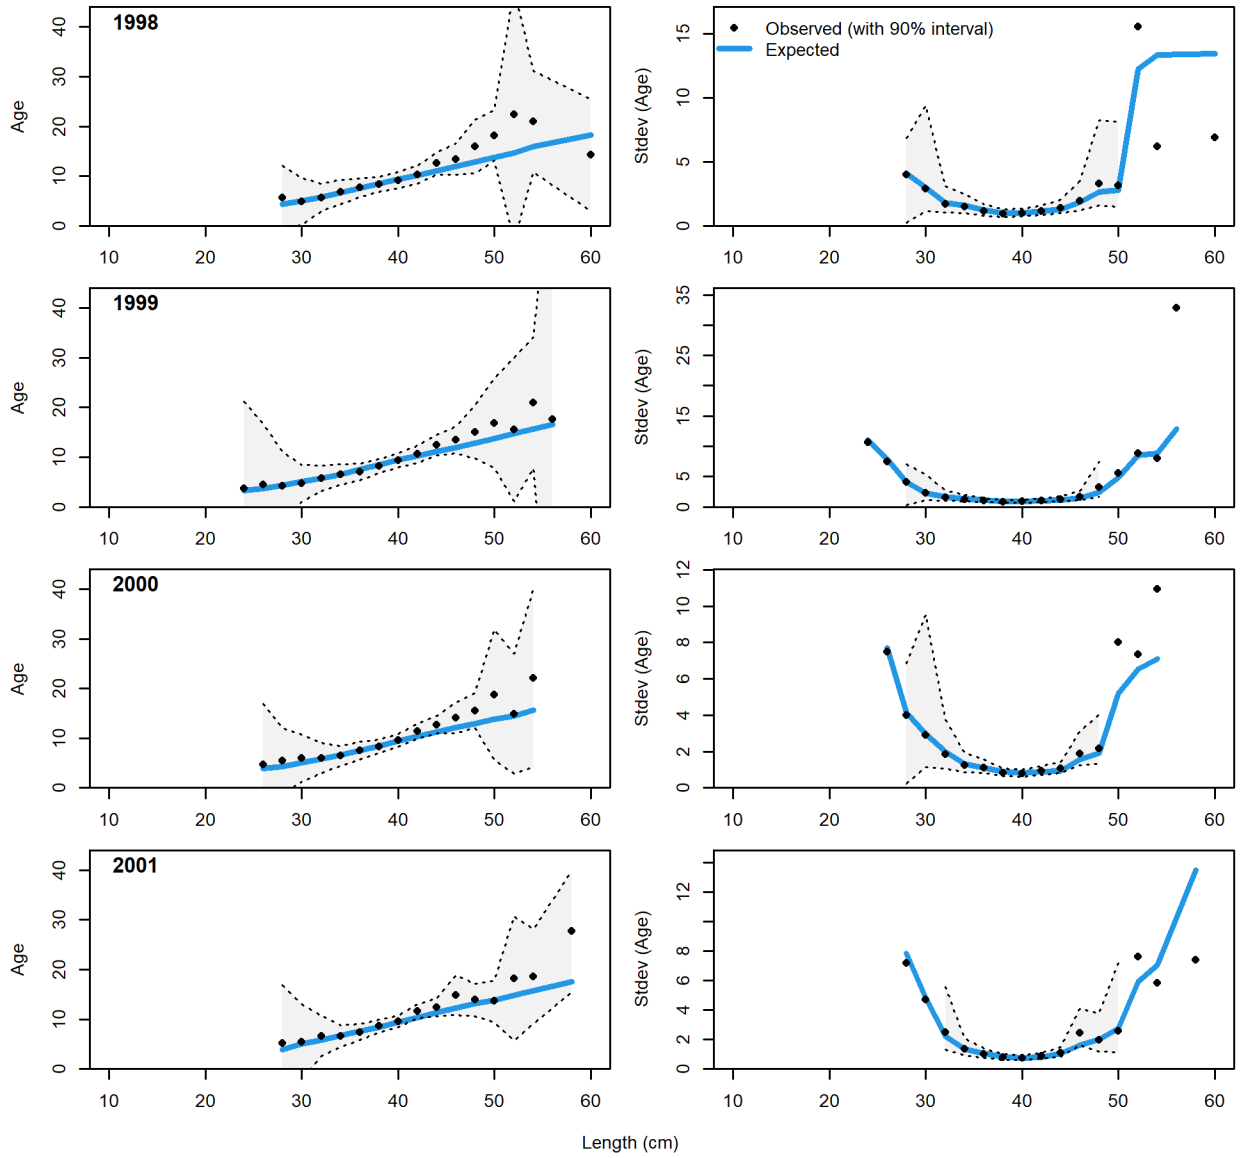 1998
Age
0 10 20 30 40
10 20 30 40 50 60
Observed (with 90% interval)
Expected
Stdev (Age)
0 5 10 15
10 20 30 40 50 60
1999
Age
0 10 20 30 40
10 20 30 40 50 60
Stdev (Age)
0 5 15 25 35
10 20 30 40 50 60
2000
Age
0 10 20 30 40
10 20 30 40 50 60
Stdev (Age)
0 2 4 6 8 10 12
10 20 30 40 50 60
2001
Age
0 10 20 30 40
10 20 30 40 50 60
Stdev (Age)
0 2 4 6 8 12
10 20 30 40 50 60
Length (cm)